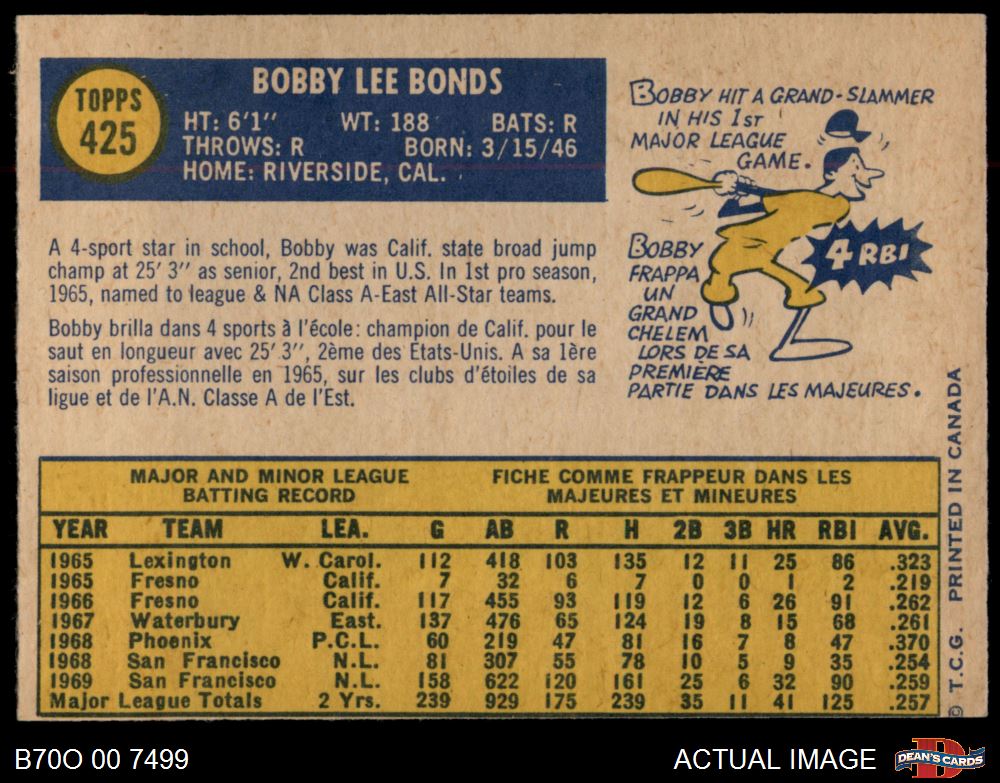 TOPPS
425
BOBBY LEE BONDS
HT: 6'1" WT: 188 BATS: R
THROWS: R BORN: 3/15/46
HOME: RIVERSIDE, CAL.
A 4-sport star in school, Bobby was Calif. state broad jump
champ at 25' 3" as senior, 2nd best in U.S. In 1st pro season,
1965, named to league & NA Class A-East All-Star teams.
Bobby brilla dans 4 sports à l'école: champion de Calif. pour le
saut en longueur avec 25' 3", 2ème des Etats-Unis. A sa 1ère
saison professionnelle en 1965, sur les clubs d'étoiles de sa
ligue et de l'A.N. Classe A de l'Est.
BOBBY HIT A GRAND-SLAMMER
IN HIS 1ST
MAJOR LEAGUE
GAME.
4 RBI
BOBBY
FRAPPA
UN
GRAND
CHELEM
LORS DE SA
PREMIÈRE
PARTIE DANS LES MAJEURES.
MAJOR AND MINOR LEAGUE
BATTING RECORD
FICHE COMME FRAPPEUR DANS LES
MAJEURES ET MINEURES
YEAR TEAM LEA. G AB R H 2B 3B HR RBI AVG.
1965 Lexington W. Carol. 112 418 103 135 12 11 25 86 .323
1965 Fresno Calif. 7 32 6 7 0 0 1 2 .219
1966 Fresno Calif. 117 455 93 119 12 6 26 91 .262
1967 Waterbury East. 137 476 65 124 19 8 15 68 .261
1968 Phoenix P.C.L. 60 219 47 81 16 7 8 47 .370
1968 San Francisco N.L. 81 307 55 78 10 5 9 35 .254
1969 San Francisco N.L. 158 622 120 161 25 6 32 90 .259
Major League Totals 2 Yrs. 239 929 175 239 35 11 41 125 .257
© T.C.G. PRINTED IN CANADA
B70O 00 7499
ACTUAL IMAGE
D
DEAN'S CARDS